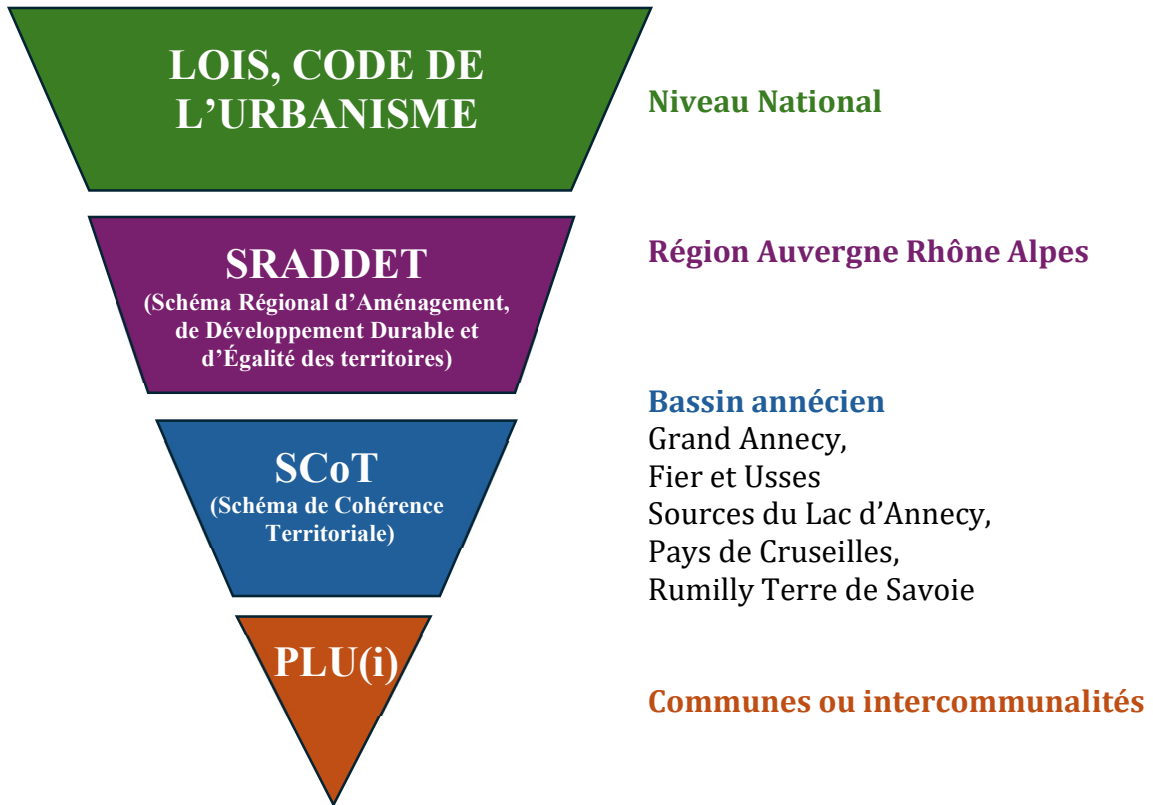 LOIS, CODE DE
L’URBANISME
Niveau National
SRADDET
(Schéma Régional d’Aménagement,
de Développement Durable et
d’Égalité des territoires)
Région Auvergne Rhône Alpes
SCoT
(Schéma de Cohérence
Territoriale)
Bassin annécien
Grand Annecy,
Fier et Usses
Sources du Lac d’Annecy,
Pays de Cruseilles,
Rumilly Terre de Savoie
PLU(i)
Communes ou intercommunalités